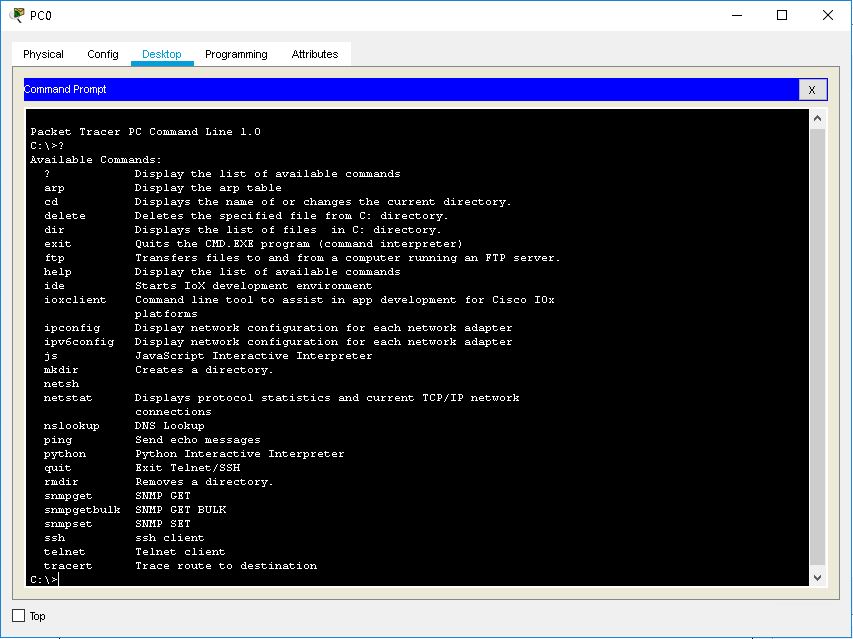 PC0
Physical Config Desktop Programming Attributes
Command Prompt X
Packet Tracer PC Command Line 1.0
C:\>?
Available Commands:
? Display the list of available commands
arp Display the arp table
cd Displays the name of or changes the current directory.
delete Deletes the specified file from C: directory.
dir Displays the list of files  in C: directory.
exit Quits the CMD.EXE program (command interpreter)
ftp Transfers files to and from a computer running an FTP server.
help Display the list of available commands
ide Starts IoX development environment
ioxclient Command line tool to assist in app development for Cisco IOx
platforms
ipconfig Display network configuration for each network adapter
ipv6config Display network configuration for each network adapter
js JavaScript Interactive Interpreter
mkdir Creates a directory.
netsh
netstat Displays protocol statistics and current TCP/IP network
connections
nslookup DNS Lookup
ping Send echo messages
python Python Interactive Interpreter
quit Exit Telnet/SSH
rmdir Removes a directory.
snmpget SNMP GET
snmpgetbulk SNMP GET BULK
snmpset SNMP SET
ssh ssh client
telnet Telnet client
tracert Trace route to destination
C:\>
Top